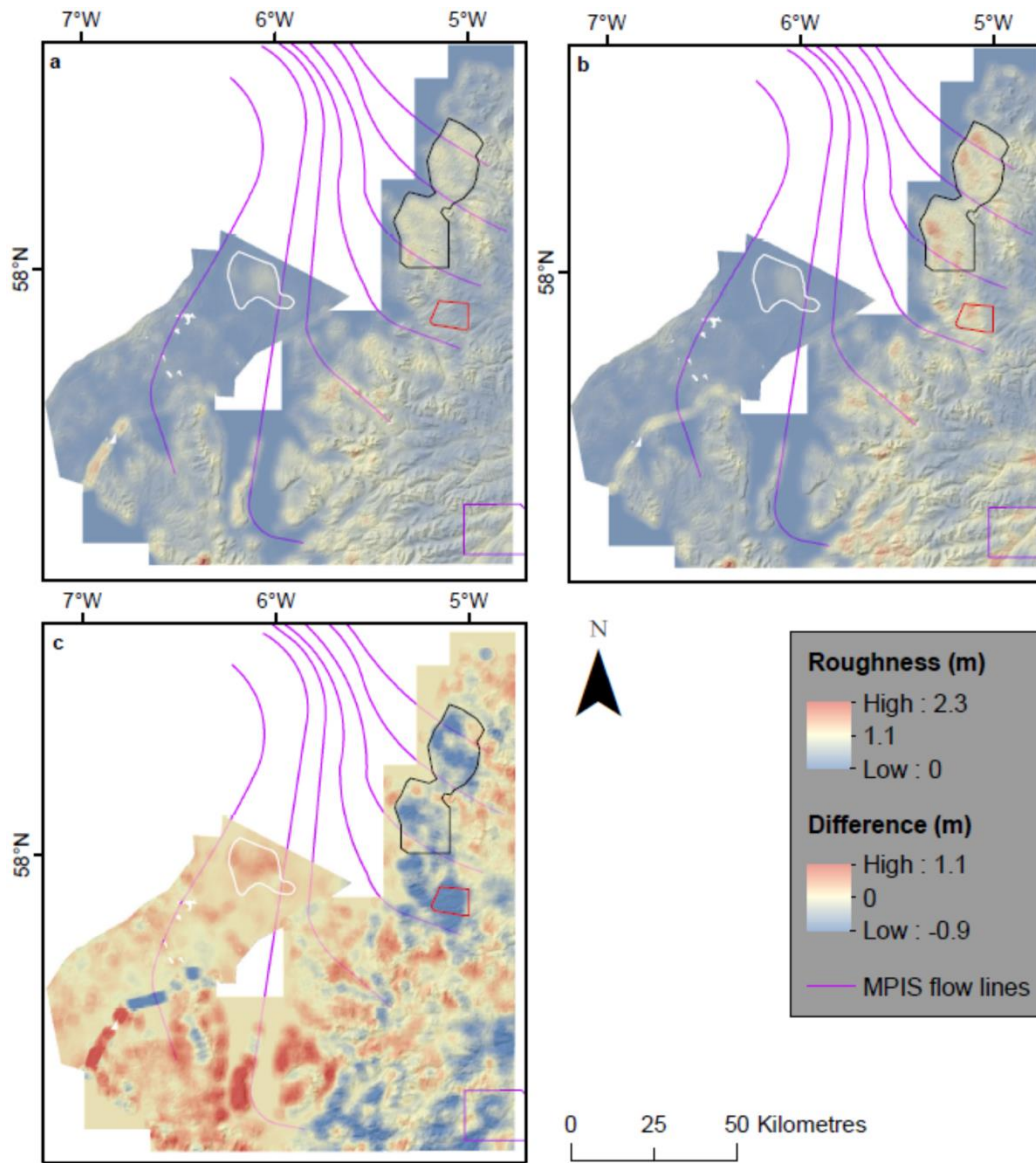 7°W 6°W 5°W 7°W 6°W 5°W
a b
58°N 58°N
7°W 6°W 5°W
c
58°N
N
Roughness (m)
High : 2.3
1.1
Low : 0
Difference (m)
High : 1.1
0
Low : -0.9
MPIS flow lines
0 25 50 Kilometres